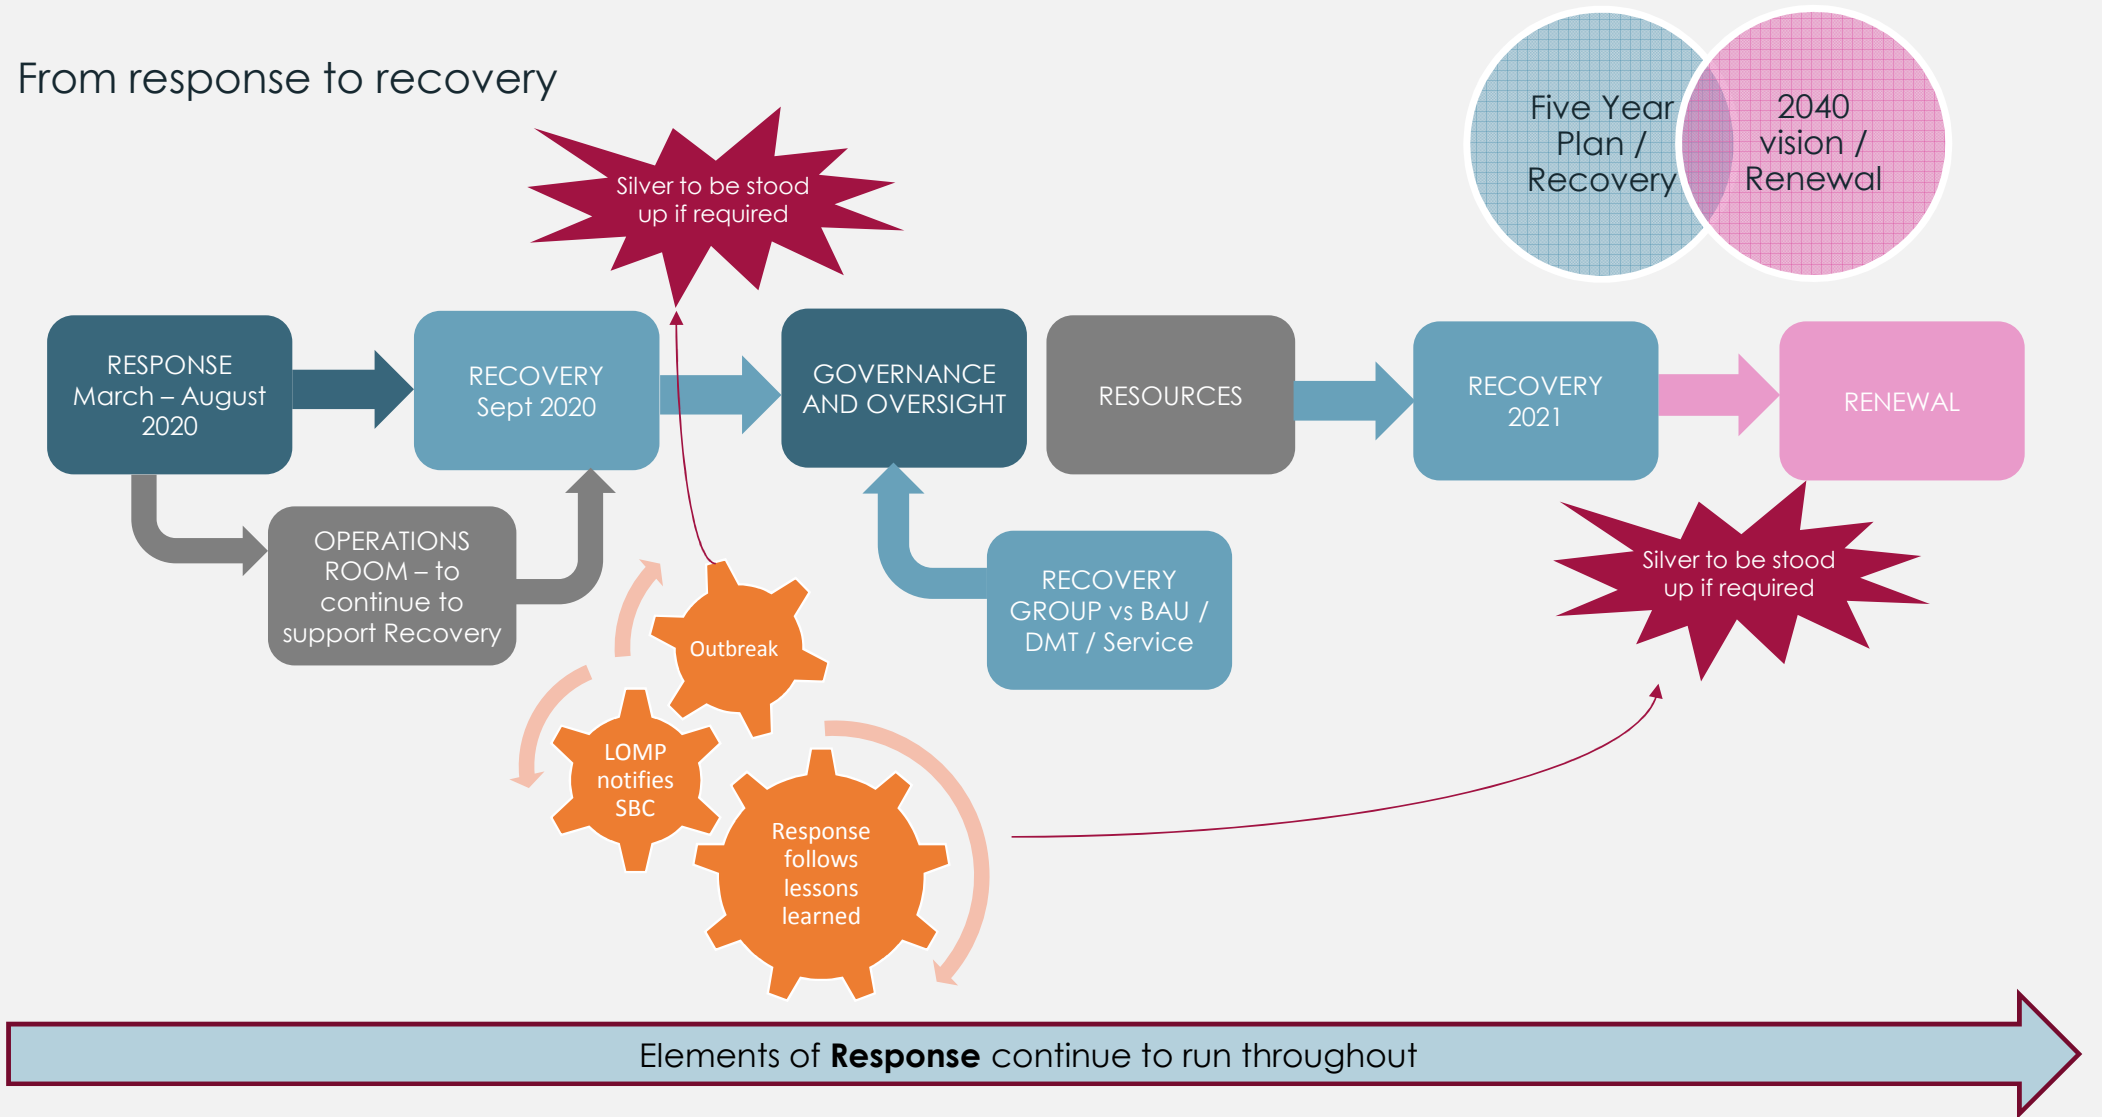 From response to recovery
Five Year
Plan /
Recovery
2040
vision /
Renewal
Silver to be stood
up if required
RESPONSE
March – August
2020
RECOVERY
Sept 2020
GOVERNANCE
AND OVERSIGHT
RESOURCES
RECOVERY
2021
RENEWAL
OPERATIONS
ROOM – to
continue to
support Recovery
RECOVERY
GROUP vs BAU /
DMT / Service
Silver to be stood
up if required
Outbreak
LOMP
notifies
SBC
Response
follows
lessons
learned
Elements of Response continue to run throughout